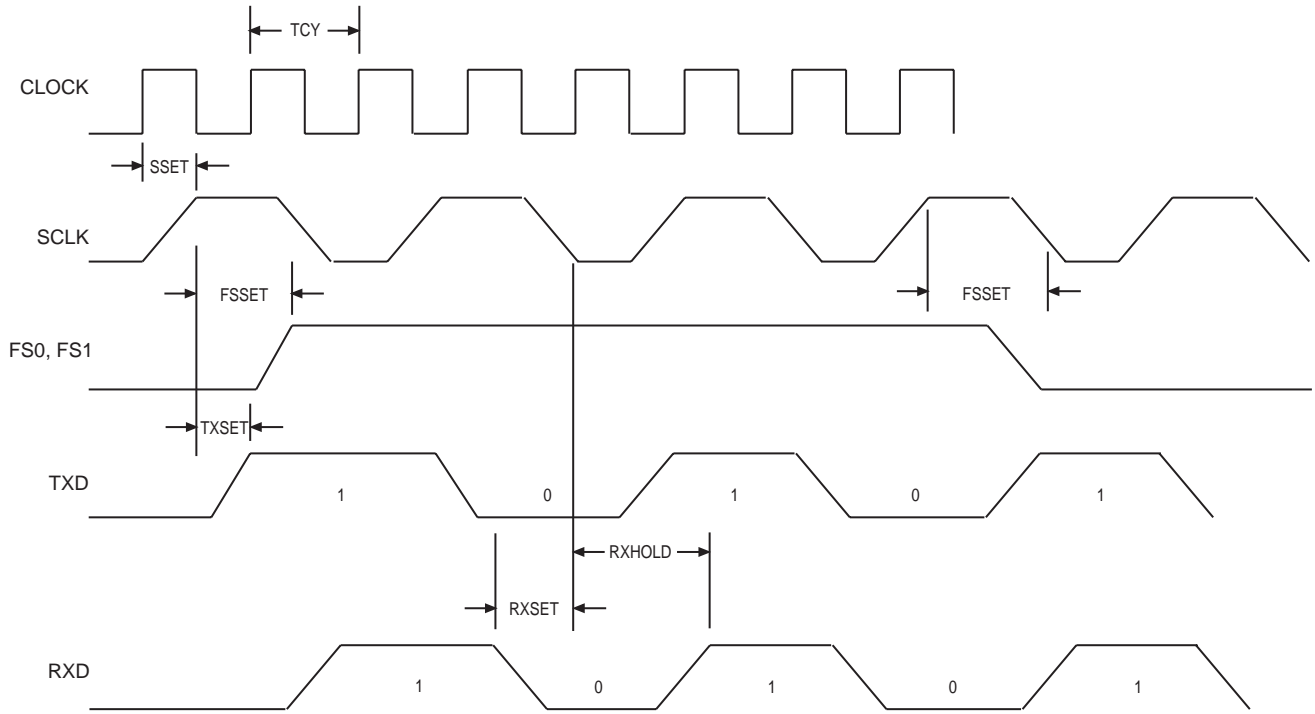 TCY
CLOCK
SSET
SCLK
FSSET
FSSET
FS0, FS1
TXSET
TXD
1
0
1
0
1
RXHOLD
RXSET
RXD
1
0
1
0
1